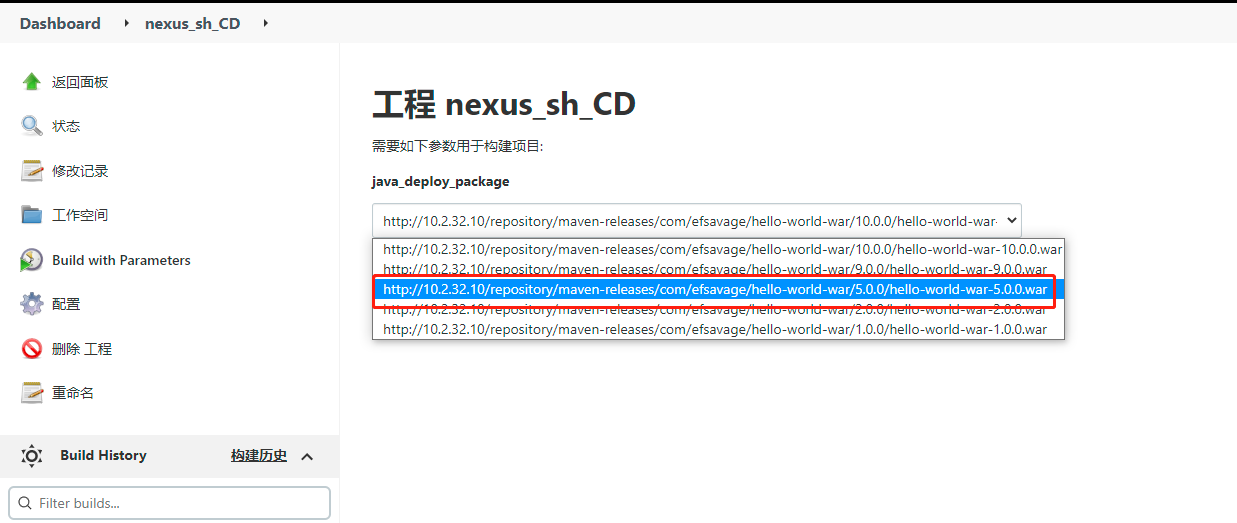 Dashboard
nexus_sh_CD
返回面板
状态
修改记录
工作空间
Build with Parameters
配置
删除 工程
重命名
Build History
构建历史
Filter builds...
工程 nexus_sh_CD
需要如下参数用于构建项目:
java_deploy_package
http://10.2.32.10/repository/maven-releases/com/efsavage/hello-world-war/10.0.0/hello-world-war-
http://10.2.32.10/repository/maven-releases/com/efsavage/hello-world-war/10.0.0/hello-world-war-10.0.0.war
http://10.2.32.10/repository/maven-releases/com/efsavage/hello-world-war/9.0.0/hello-world-war-9.0.0.war
http://10.2.32.10/repository/maven-releases/com/efsavage/hello-world-war/5.0.0/hello-world-war-5.0.0.war
http://10.2.32.10/repository/maven-releases/com/efsavage/hello-world-war/2.0.0/hello-world-war-2.0.0.war
http://10.2.32.10/repository/maven-releases/com/efsavage/hello-world-war/1.0.0/hello-world-war-1.0.0.war